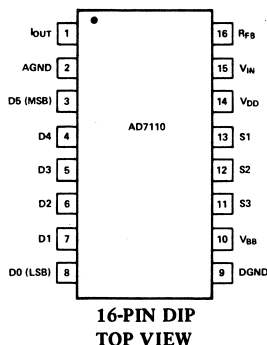 IOUT 1 16 RFB
AGND 2 15 VIN
D5 (MSB) 3 14 VDD
AD7110
D4 4 13 S1
D3 5 12 S2
D2 6 11 S3
D1 7 10 VBB
D0 (LSB) 8 9 DGND
16-PIN DIP
TOP VIEW